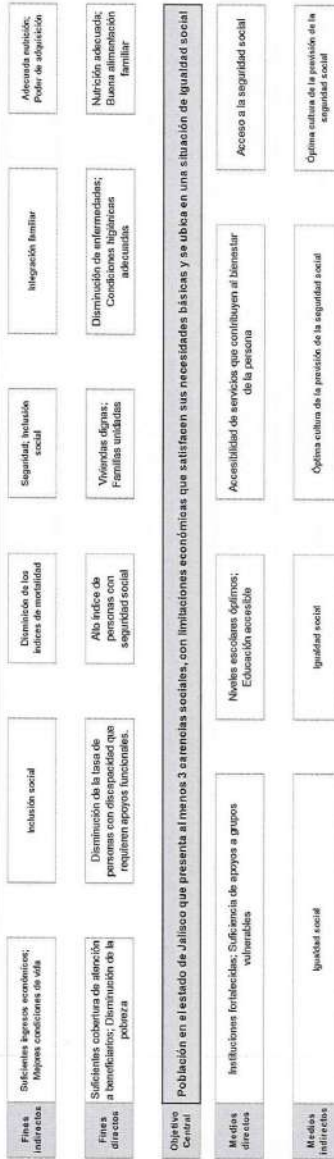 Fines
indirectos
Suficientes ingresos económicos;
Mejores condiciones de vida
Inclusión social
Disminicón de los
índices de mortalidad
Seguridad; Inclusión
social
Integración familiar
Adecuada nutrición;
Poder de adquisición
Fines
directos
Suficientes cobertura de atención
a beneficiarios; Disminución de la
pobreza
Disminución de la tasa de
personas con discapacidad que
requieren apoyos funcionales.
Alto índice de
personas con
seguridad social
Viviendas dignas;
Familias unidadas
Disminución de enfermedades;
Condiciones higiénicas
adecuadas
Nutrición adecuada;
Buena alimentación
familiar
Objetivo
Central
Población en el estado de Jalisco que presenta al menos 3 carencias sociales, con limitaciones económicas que satisfacen sus necesidades básicas y se ubica en una situación de igualdad social
Medios
directos
Instituciones fortalecidas; Suficiencia de apoyos a grupos
vulnerables
Niveles escolares óptimos;
Educación accesible
Accesibilidad de servicios que contribuyen al bienestar
de la persona
Acceso a la seguridad social
Medios
indirectos
Igualdad social
Igualdad social
Óptima cultura de la previsión de la seguridad social
Óptima cultura de la previsión de la
seguridad social